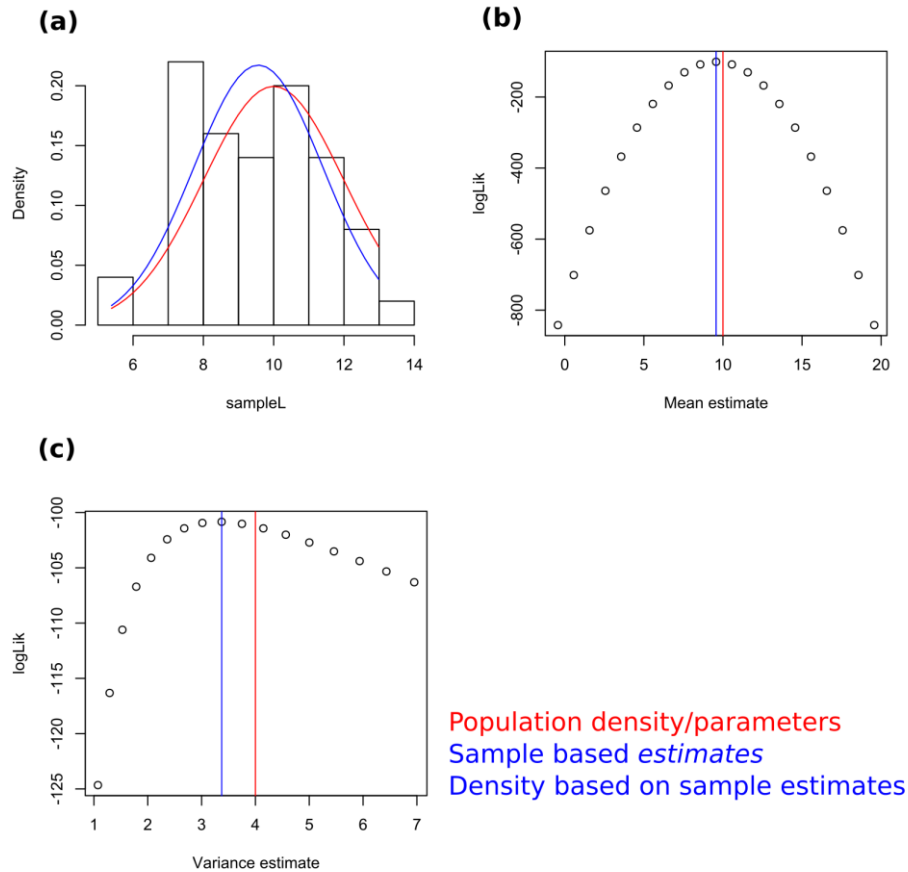 (a)
Density
0.00 0.05 0.10 0.15 0.20
6 8 10 12 14
sampleL
(b)
logLik
-800 -600 -400 -200
0 5 10 15 20
Mean estimate
(c)
logLik
-125 -120 -115 -110 -105 -100
1 2 3 4 5 6 7
Variance estimate
Population density/parameters
Sample based estimates
Density based on sample estimates